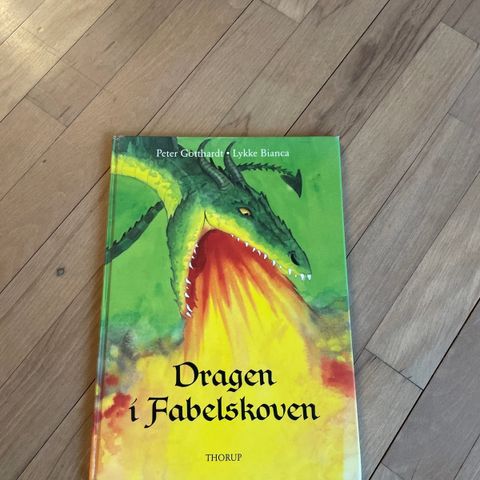 Peter Gotthardt • Lykke Bianca
Dragen
i Fabelskoven
THORUP